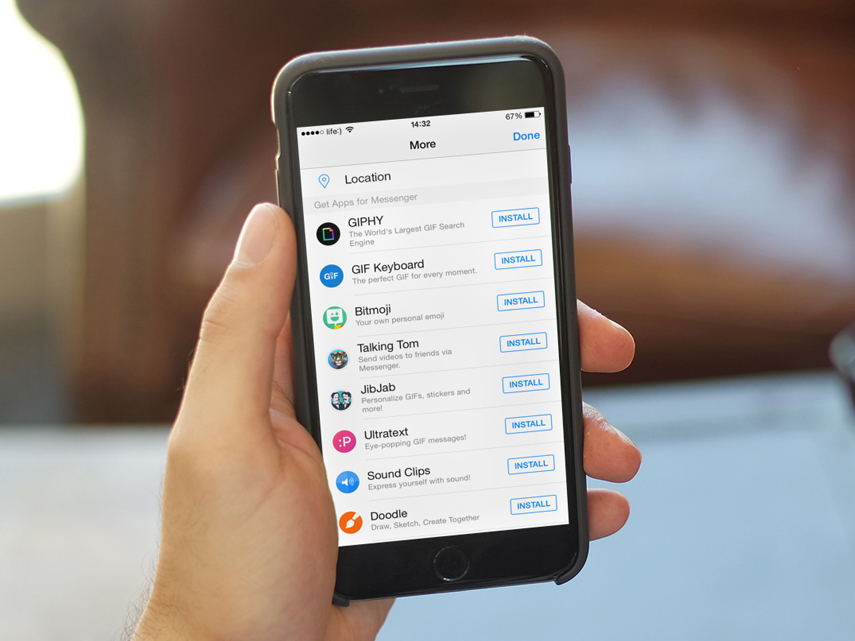 life:) 14:32 67%
More Done
Location
Get Apps for Messenger
GIPHY
The World's Largest GIF Search
Engine
INSTALL
GIF
GIF Keyboard
The perfect GIF for every moment.
INSTALL
Bitmoji
Your own personal emoji
INSTALL
Talking Tom
Send videos to friends via
Messenger.
INSTALL
JibJab
Personalize GIFs, stickers and
more!
INSTALL
:P
Ultratext
Eye-popping GIF messages!
INSTALL
Sound Clips
Express yourself with sound!
INSTALL
Doodle
Draw, Sketch, Create Together
INSTALL